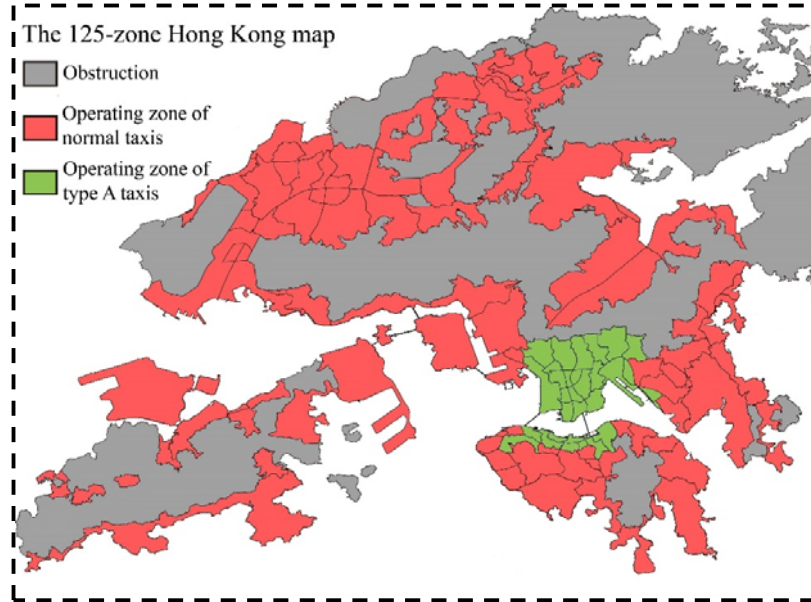 The 125-zone Hong Kong map
Obstruction
Operating zone of
normal taxis
Operating zone of
type A taxis